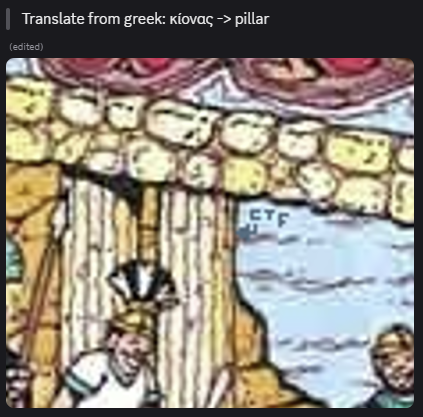 Translate from greek: κίονας -> pillar
(edited)
CTF